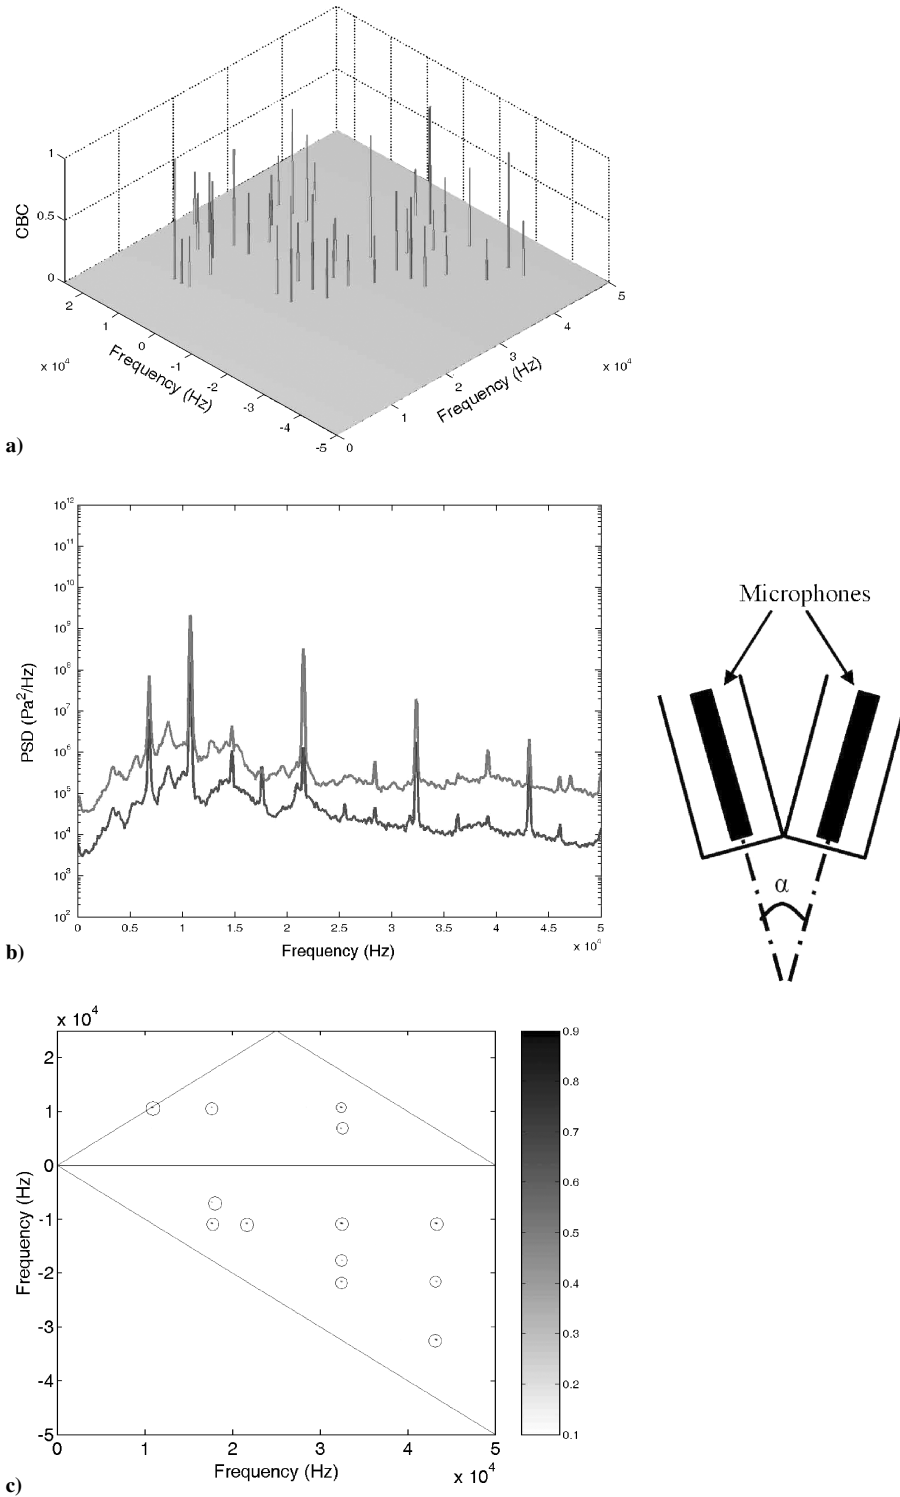 CBC
1
0.5
0
2
1
0
-1
-2
-3
-4
-5
x 10⁴
Frequency (Hz)
0
1
2
3
4
5
x 10⁴
Frequency (Hz)
a)
PSD (Pa²/Hz)
10¹²
10¹¹
10¹⁰
10⁹
10⁸
10⁷
10⁶
10⁵
10⁴
10³
10²
0 0.5 1 1.5 2 2.5 3 3.5 4 4.5 5
Frequency (Hz)
x 10⁴
b)
Microphones
α
x 10⁴
Frequency (Hz)
2
1
0
-1
-2
-3
-4
-5
0 1 2 3 4 5
Frequency (Hz)
x 10⁴
0.9
0.8
0.7
0.6
0.5
0.4
0.3
0.2
0.1
c)